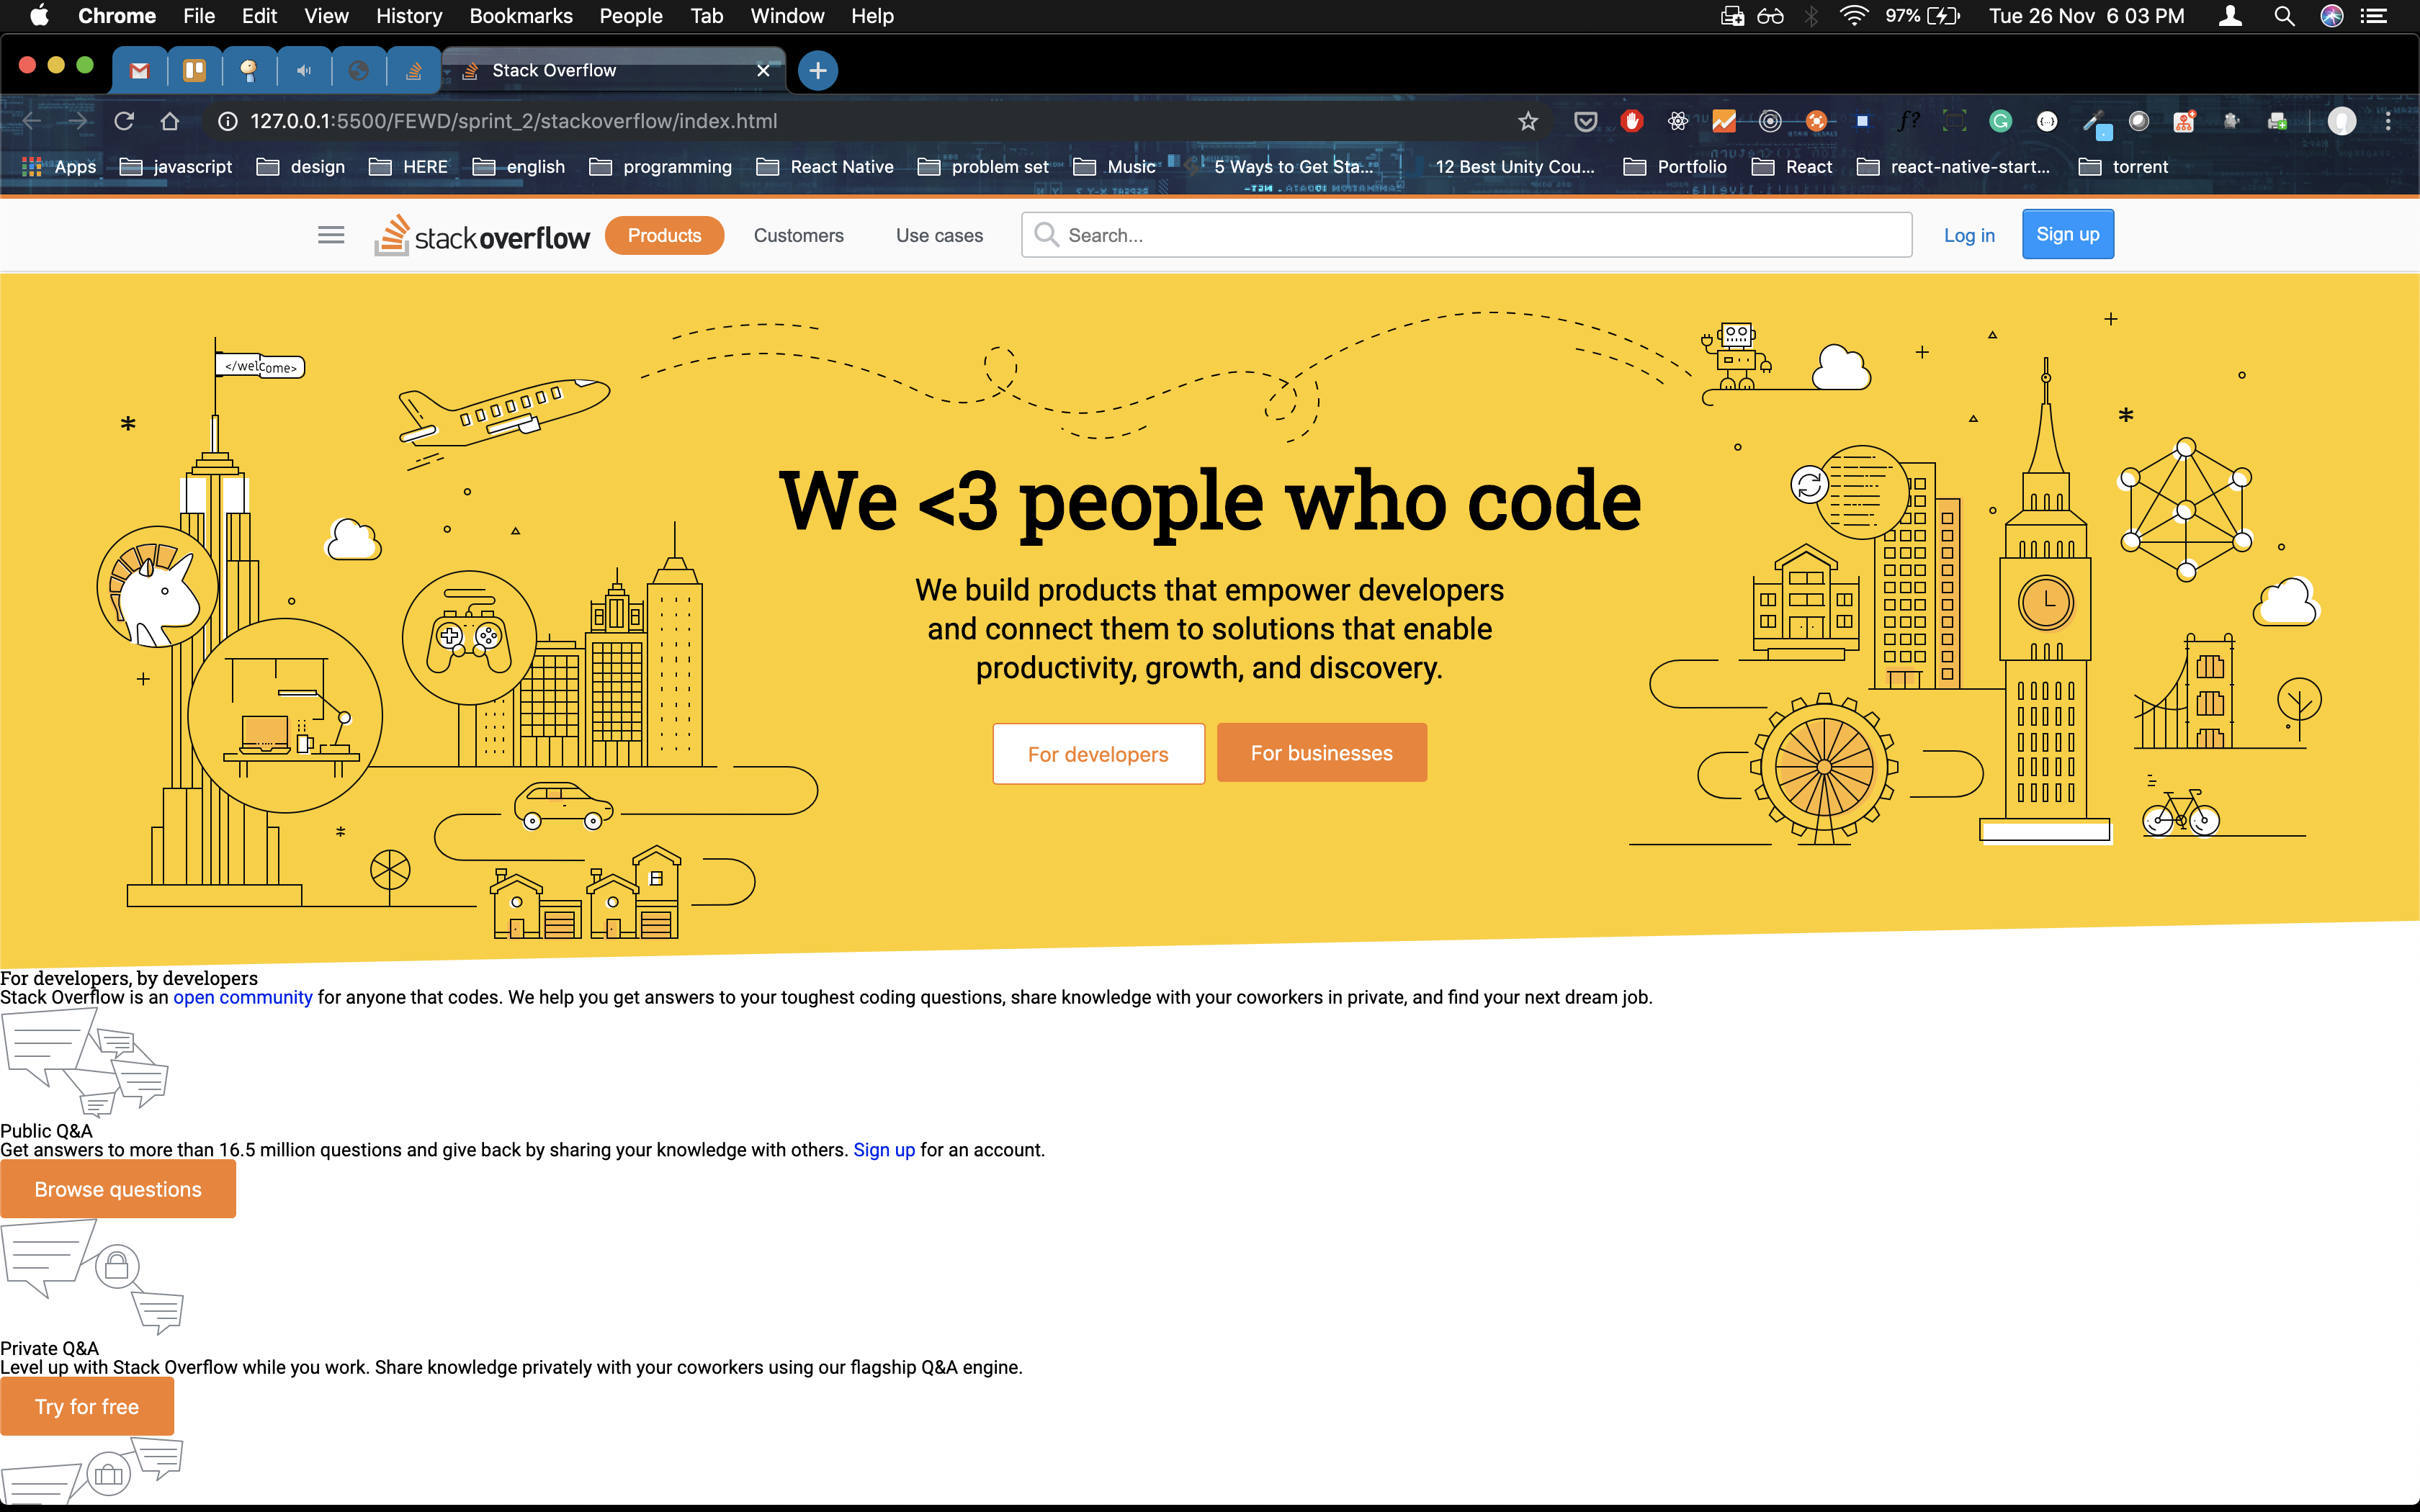 Chrome File Edit View History Bookmarks People Tab Window Help 97% Tue 26 Nov 6 03 PM
Stack Overflow
127.0.0.1:5500/FEWD/sprint_2/stackoverflow/index.html
Apps javascript design HERE english programming React Native problem set Music 5 Ways to Get Sta... 12 Best Unity Cou... Portfolio React react-native-start... torrent
stackoverflow Products Customers Use cases Search... Log in Sign up
</welcome>
We <3 people who code
We build products that empower developers
and connect them to solutions that enable
productivity, growth, and discovery.
For developers For businesses
For developers, by developers
Stack Overflow is an open community for anyone that codes. We help you get answers to your toughest coding questions, share knowledge with your coworkers in private, and find your next dream job.
Public Q&A
Get answers to more than 16.5 million questions and give back by sharing your knowledge with others. Sign up for an account.
Browse questions
Private Q&A
Level up with Stack Overflow while you work. Share knowledge privately with your coworkers using our flagship Q&A engine.
Try for free